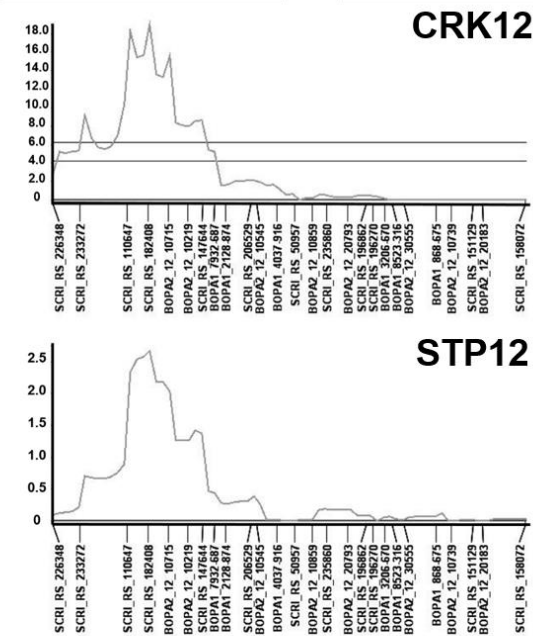 CRK12
18.0
16.0
14.0
12.0
10.0
8.0
6.0
4.0
2.0
0
SCRI_RS_226348
SCRI_RS_233272
SCRI_RS_110647
SCRI_RS_182408
BOPA2_12_10715
BOPA2_12_10219
SCRI_RS_147644
BOPA1_7932.687
BOPA1_2128.874
SCRI_RS_206529
BOPA2_12_10545
BOPA1_4037.916
SCRI_RS_50957
BOPA2_12_10859
SCRI_RS_235860
BOPA2_12_20793
SCRI_RS_196862
SCRI_RS_196270
BOPA1_3206.670
BOPA1_8523.316
BOPA2_12_30555
BOPA1_868.675
BOPA2_12_10739
SCRI_RS_151129
BOPA2_12_20183
SCRI_RS_158072
STP12
2.5
2.0
1.5
1.0
0.5
0
SCRI_RS_226348
SCRI_RS_233272
SCRI_RS_110647
SCRI_RS_182408
BOPA2_12_10715
BOPA2_12_10219
SCRI_RS_147644
BOPA1_7932.687
BOPA1_2128.874
SCRI_RS_206529
BOPA2_12_10545
BOPA1_4037.916
SCRI_RS_50957
BOPA2_12_10859
SCRI_RS_235860
BOPA2_12_20793
SCRI_RS_196862
SCRI_RS_196270
BOPA1_3206.670
BOPA1_8523.316
BOPA2_12_30555
BOPA1_868.675
BOPA2_12_10739
SCRI_RS_151129
BOPA2_12_20183
SCRI_RS_158072